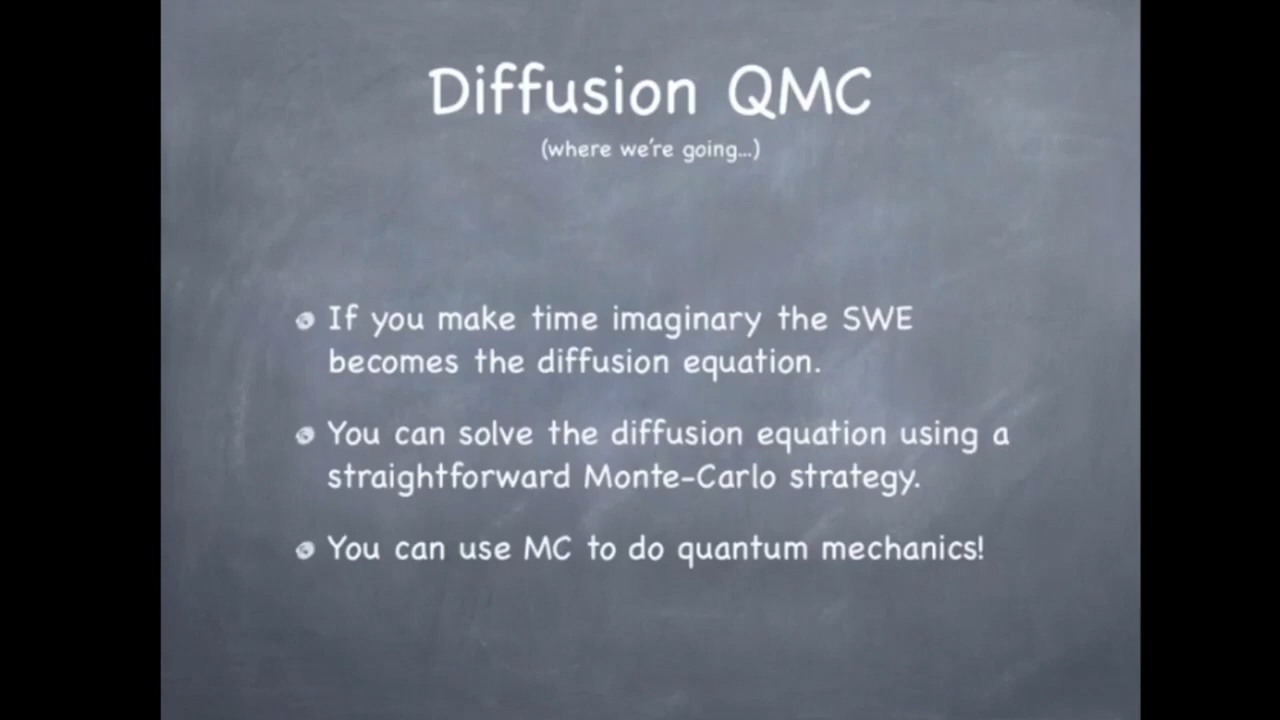 Diffusion QMC
(where we're going...)
If you make time imaginary the SWE
becomes the diffusion equation.
You can solve the diffusion equation using a
straightforward Monte-Carlo strategy.
You can use MC to do quantum mechanics!